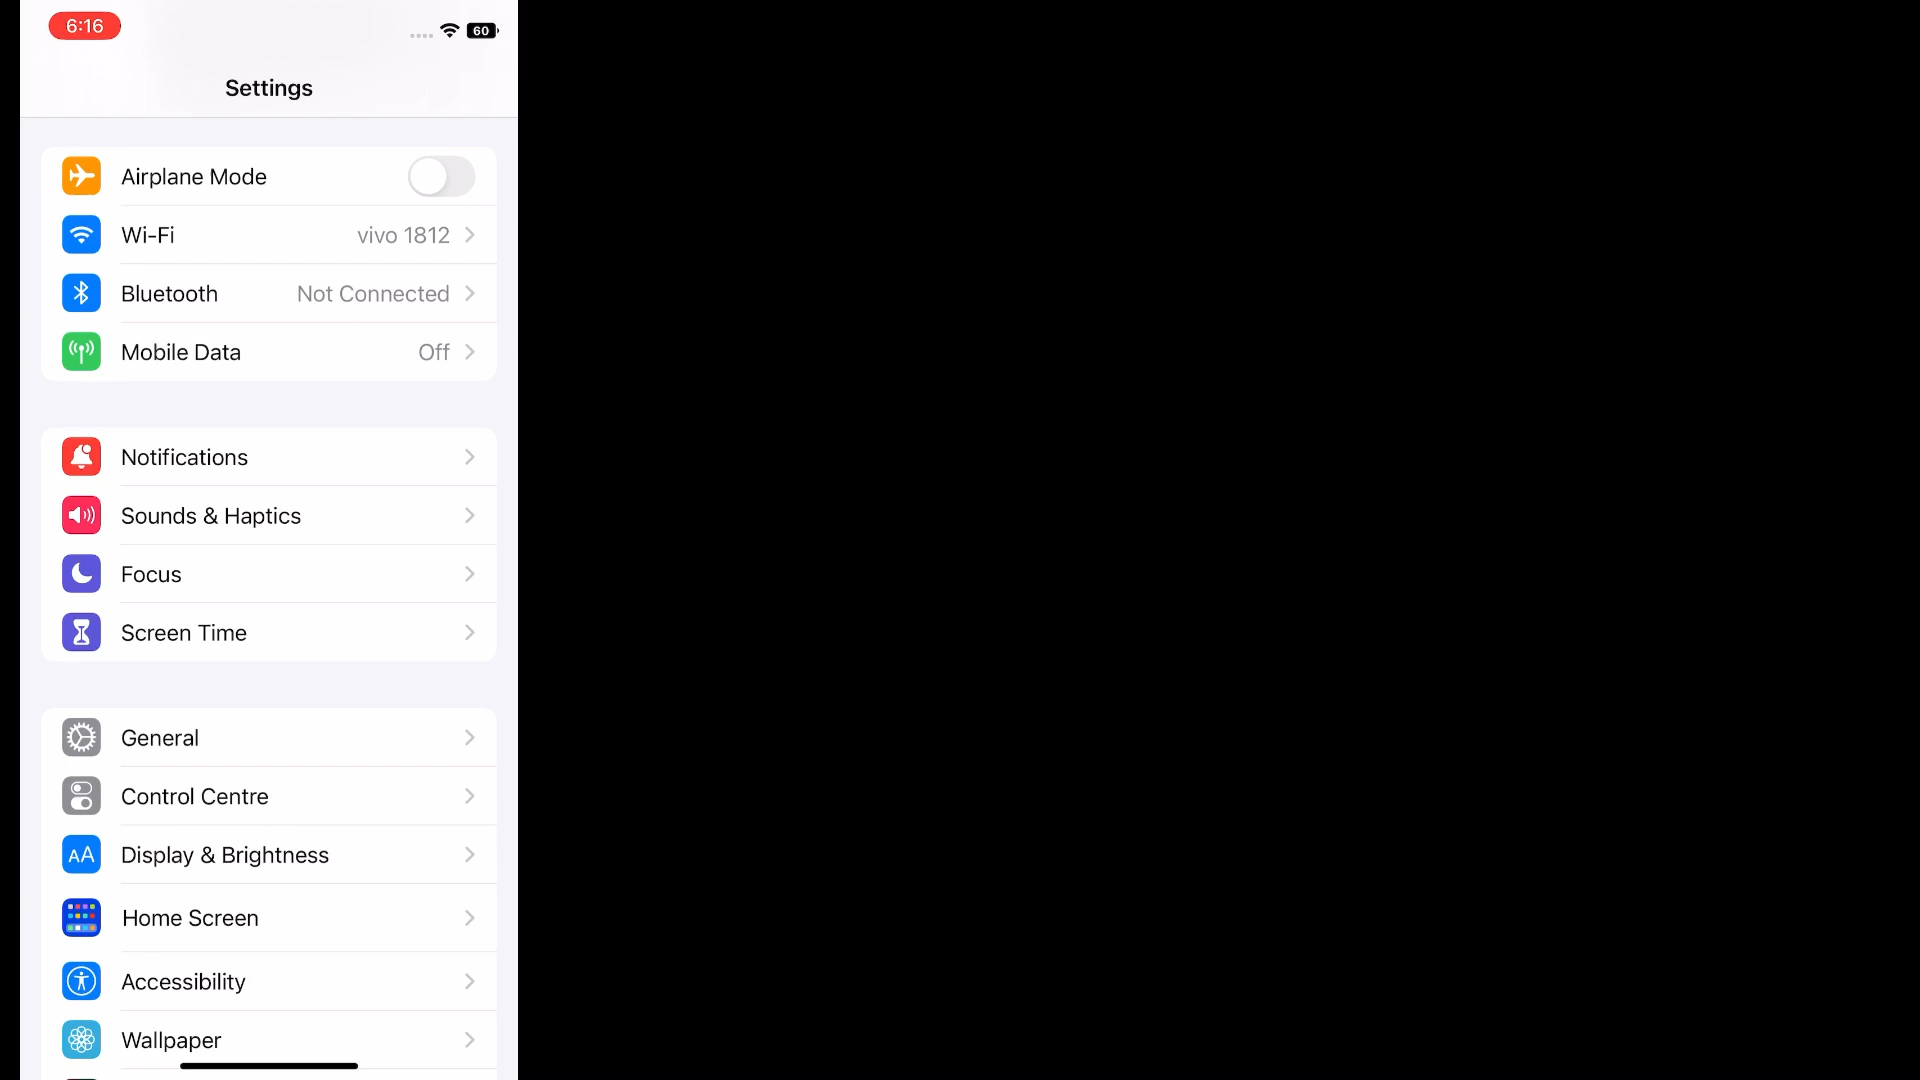 6:16
60
Settings
Airplane Mode
Wi-Fi vivo 1812
Bluetooth Not Connected
Mobile Data Off
Notifications
Sounds & Haptics
Focus
Screen Time
General
Control Centre
AA Display & Brightness
Home Screen
Accessibility
Wallpaper